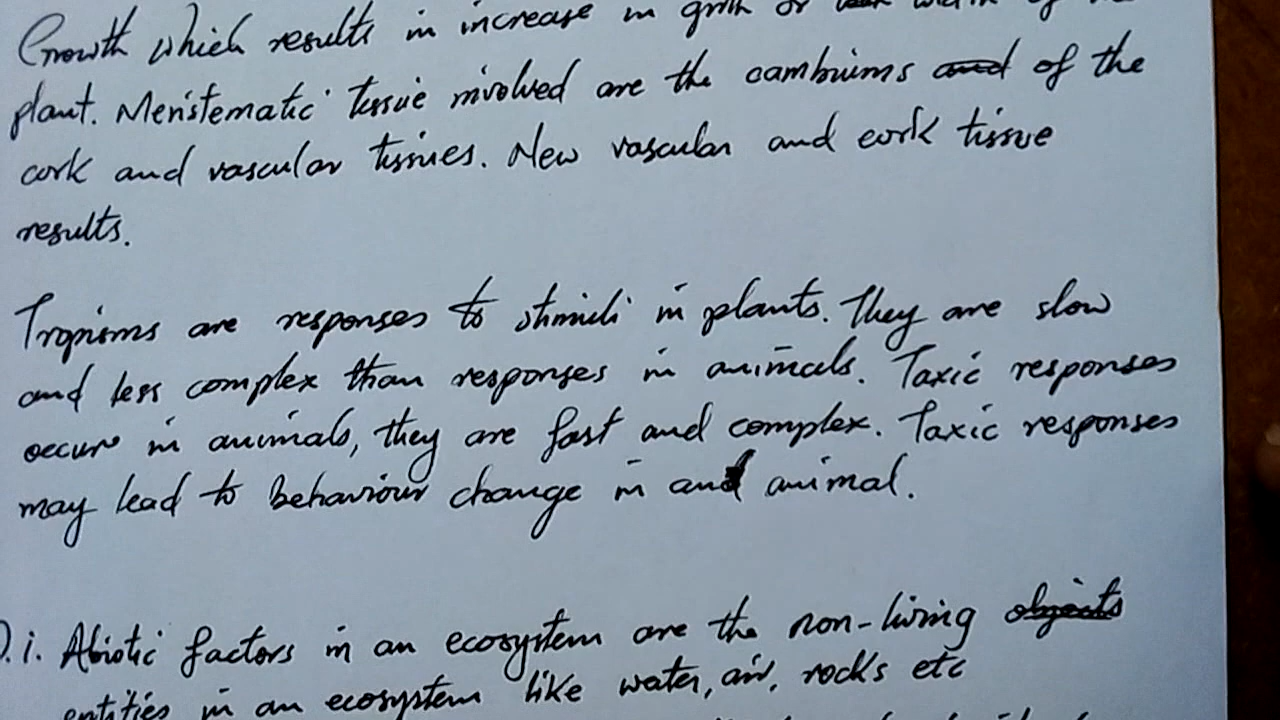 Growth which results in increase in girth or width of the
plant. Meristematic tissue involved are the cambiums and of the
cork and vascular tissues. New vascular and cork tissue
results.
Tropisms are responses to stimuli in plants. They are slow
and less complex than responses in animals. Taxic responses
occur in animals, they are fast and complex. Taxic responses
may lead to behaviour change in and animal.
). i. Abiotic factors in an ecosystem are the non-living objects
entities in an ecosystem like water, air, rocks etc